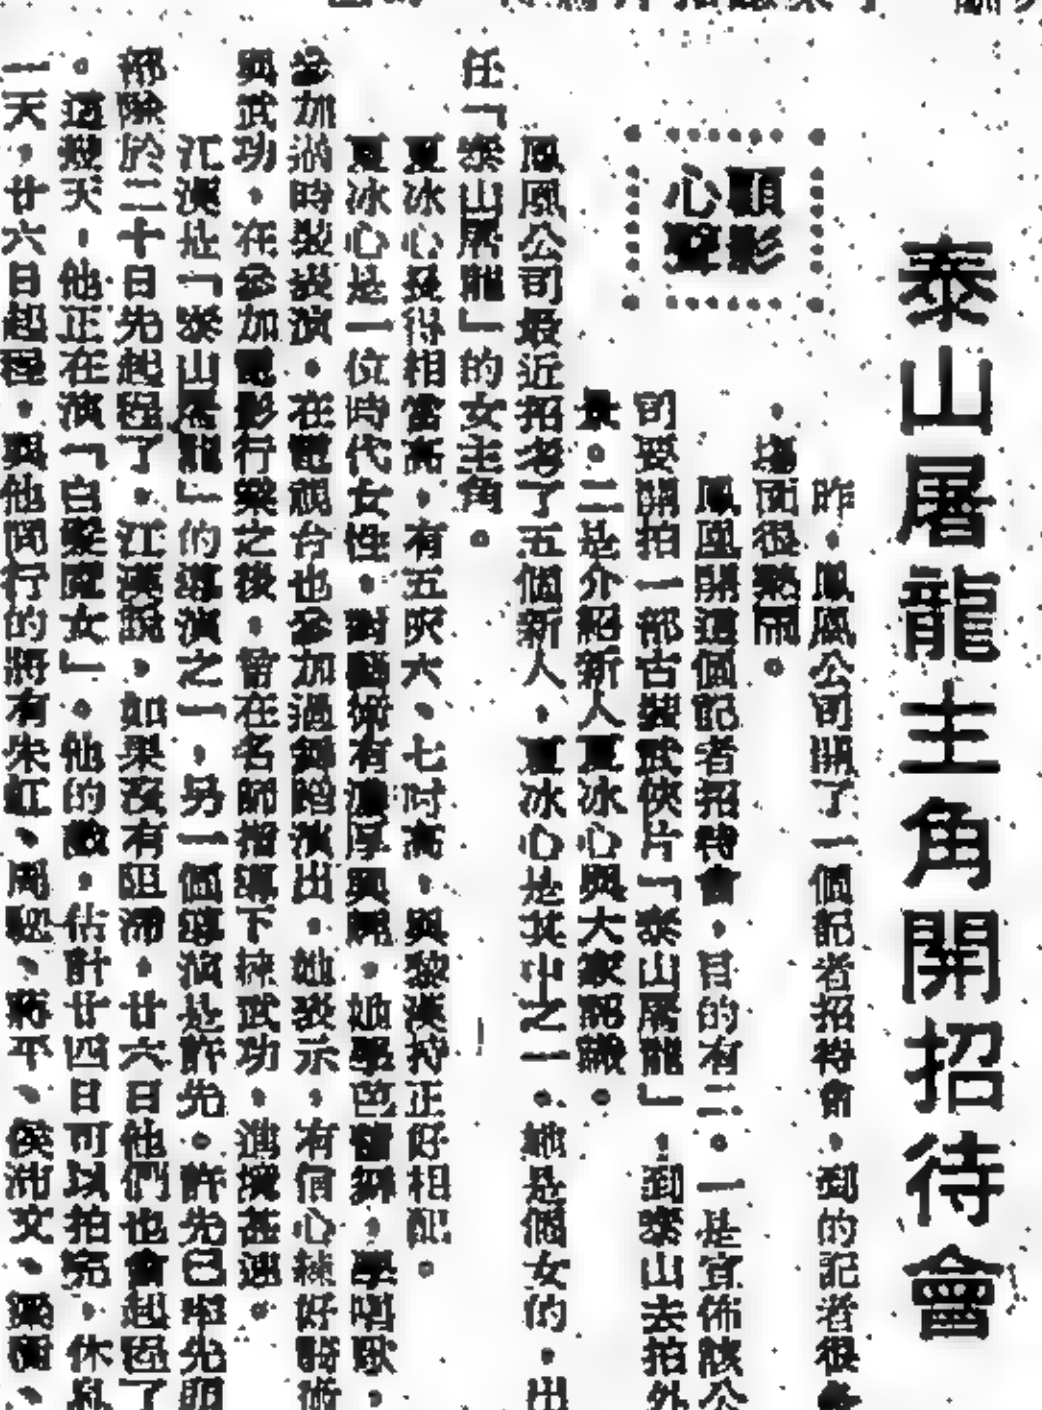 泰山屠龍主角開招待會
顧影
心聲
昨,鳳凰公司開了一個記者招待會,到的記者很多
,場面很熱鬧。
鳳凰開這個記者招待會,目的有二。一是宣佈該公
司要開拍一部古裝武俠片「泰山屠龍」,到泰山去拍外
景。二是介紹新人夏冰心與大家認識。
鳳凰公司最近招考了五個新人,夏冰心是其中之一。她是個女的,出
任「泰山屠龍」的女主角。
夏冰心長得相當高,有五呎六、七吋高,與黎漢持正好相配。
夏冰心是一位時代女性,對藝術有濃厚興趣,她學芭蕾舞,學唱歌,
參加過時裝表演。在電視台也參加過舞蹈演出。她表示,有信心練好騎術
與武功,在參加電影行業之後,曾在名師指導下練武功,進境甚速。
江漢是「泰山屠龍」的導演之一,另一個導演是許先。許先已率先頭
部隊於二十日先起程了。江漢說,如果沒有阻滯,廿六日他們也會起程了
。這幾天,他正在演「白髮魔女」。他的戲,估計廿四日可以拍完,休息
一天,廿六日起程,與他同行的將有朱虹、周驄、蔣平、侯沛文、